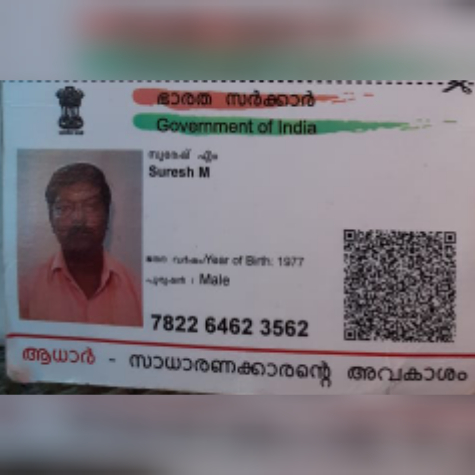 ഭാരത സർക്കാർ
Government of India
സുരേഷ് എം
Suresh M
ജനന വർഷം/Year of Birth: 1977
പുരുഷൻ : Male
7822 6462 3562
ആധാർ - സാധാരണക്കാരന്റെ അവകാശം